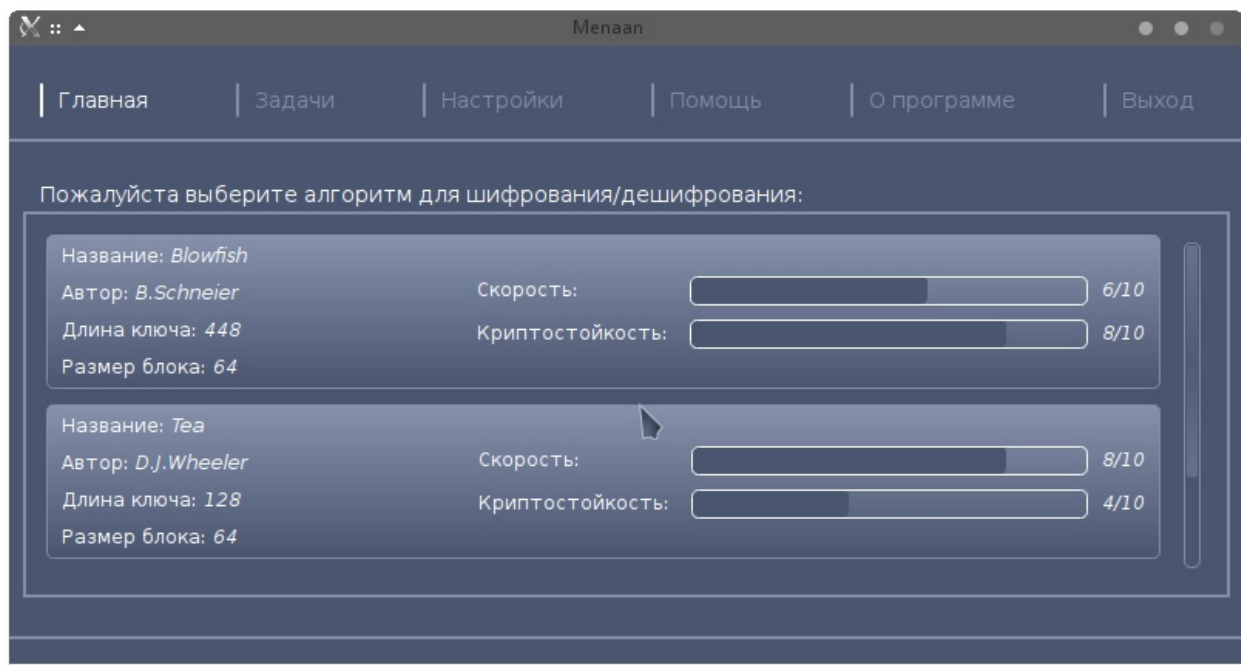 Menaan
Главная Задачи Настройки Помощь О программе Выход
Пожалуйста выберите алгоритм для шифрования/дешифрования:
Название: Blowfish
Автор: B.Schneier
Скорость: 6/10
Длина ключа: 448
Криптостойкость: 8/10
Размер блока: 64
Название: Tea
Автор: D.J.Wheeler
Скорость: 8/10
Длина ключа: 128
Криптостойкость: 4/10
Размер блока: 64